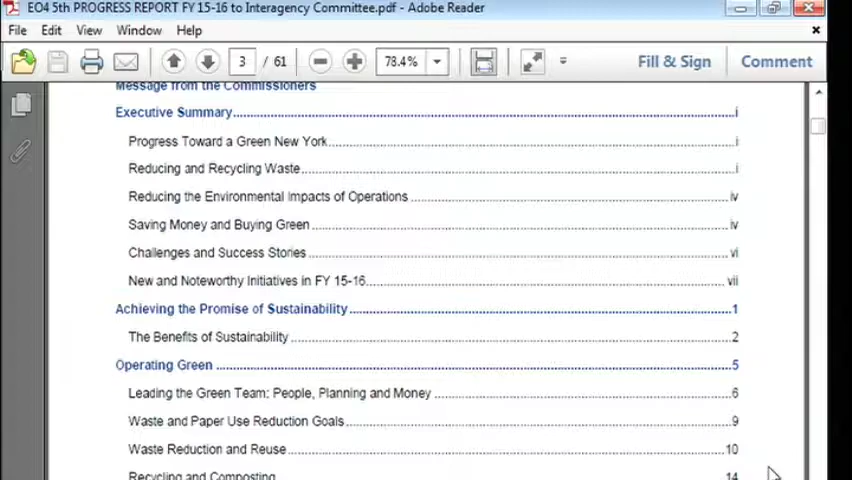 EO4 5th PROGRESS REPORT FY 15-16 to Interagency Committee.pdf - Adobe Reader
File Edit View Window Help
3 / 61 78.4% Fill & Sign Comment
Message from the Commissioners
Executive Summary i
Progress Toward a Green New York i
Reducing and Recycling Waste i
Reducing the Environmental Impacts of Operations iv
Saving Money and Buying Green iv
Challenges and Success Stories vi
New and Noteworthy Initiatives in FY 15-16 vii
Achieving the Promise of Sustainability 1
The Benefits of Sustainability 2
Operating Green 5
Leading the Green Team: People, Planning and Money 6
Waste and Paper Use Reduction Goals 9
Waste Reduction and Reuse 10
Recycling and Composting 14